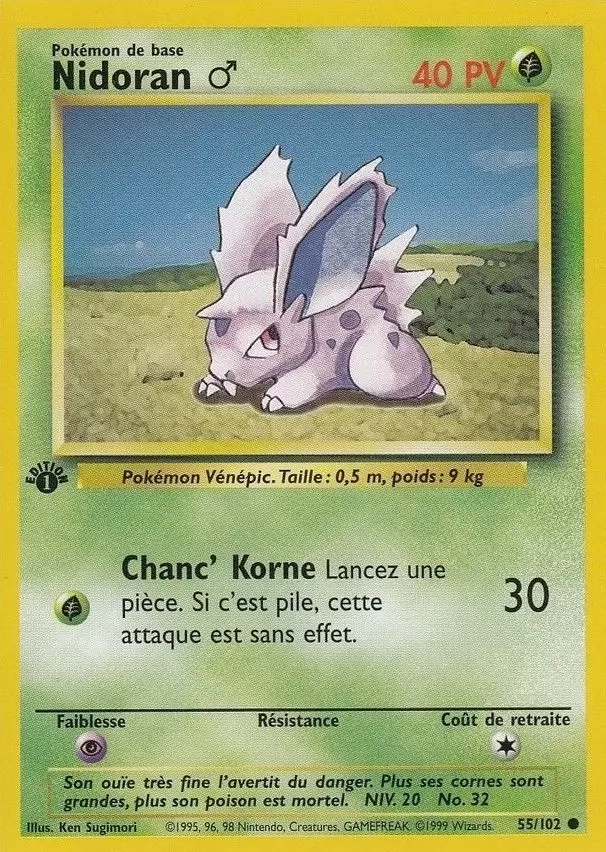 Pokémon de base
Nidoran ♂ 40 PV
EDITION
1
Pokémon Vénépic. Taille : 0,5 m, poids : 9 kg
Chanc' Korne Lancez une
pièce. Si c'est pile, cette 30
attaque est sans effet.
Faiblesse Résistance Coût de retraite
Son ouïe très fine l'avertit du danger. Plus ses cornes sont
grandes, plus son poison est mortel. NIV. 20 No. 32
Illus. Ken Sugimori ©1995, 96, 98 Nintendo, Creatures, GAMEFREAK. ©1999 Wizards. 55/102 ●